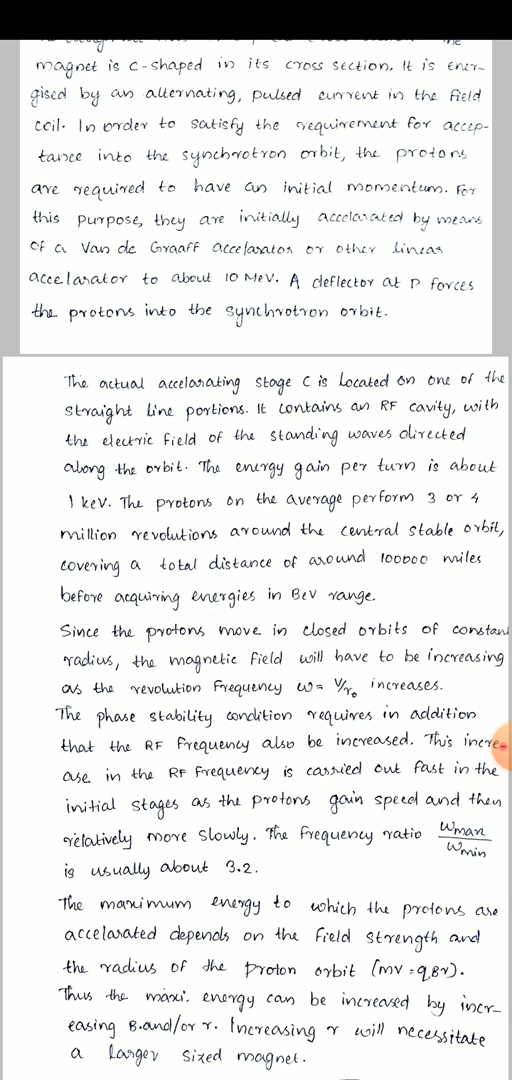 magnet is C-shaped in its cross section. It is ener-
gised by an alternating, pulsed current in the field
coil. In order to satisfy the requirement for accep-
tance into the synchrotron orbit, the protons
are required to have an initial momentum. For
this purpose, they are initially accelarated by means
of a Van de Graaff accelarator or other linear
accelarator to about 10 MeV. A deflector at P forces
the protons into the synchrotron orbit.
The actual accelarating stage C is located on one of the
straight line portions. It contains an RF cavity, with
the electric field of the standing waves directed
along the orbit. The energy gain per turn is about
1 keV. The protons on the average perform 3 or 4
million revolutions around the central stable orbit,
covering a total distance of around 100000 miles
before acquiring energies in BeV range.
Since the protons move in closed orbits of constan
radius, the magnetic field will have to be increasing
as the revolution frequency ω = v/r₀ increases.
The phase stability condition requires in addition
that the RF frequency also be increased. This incre-
ase in the RF frequency is carried out fast in the
initial stages as the protons gain speed and then
relatively more slowly. The frequency ratio ωmax/ωmin
is usually about 3.2.
The maximum energy to which the protons are
accelarated depends on the field strength and
the radius of the proton orbit (mv = qBr).
Thus the maxi. energy can be increased by incr-
easing B.and/or r. Increasing r will necessitate
a larger sized magnet.